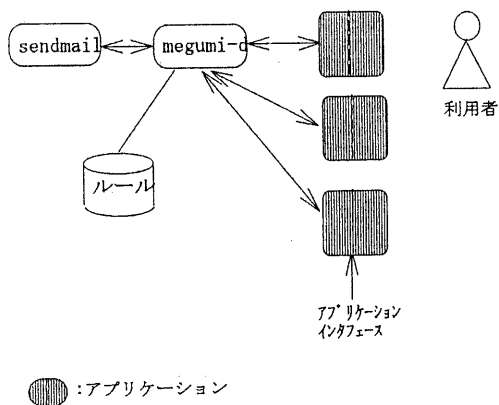 sendmail
megumi-d
利用者
ルール
アプリケーション
インタフェース
:アプリケーション